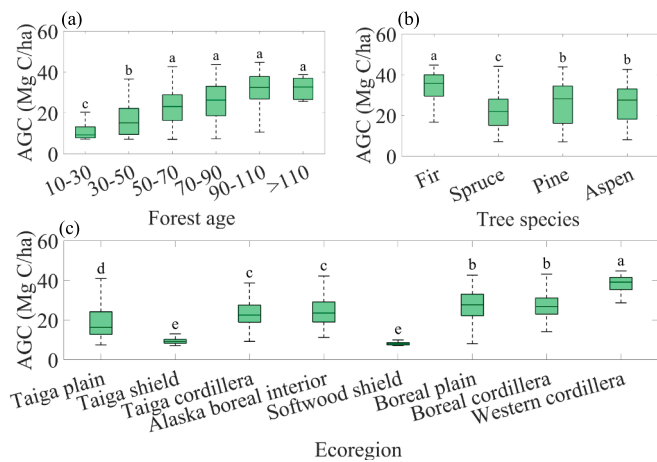 (a)
(b)
60
40
20
0
AGC (Mg C/ha)
c
b
a
a
a
a
10-30
30-50
50-70
70-90
90-110
>110
Forest age
60
40
20
0
AGC (Mg C/ha)
a
c
b
b
Fir
Spruce
Pine
Aspen
Tree species
(c)
60
40
20
0
AGC (Mg C/ha)
d
e
c
c
e
b
b
a
Taiga plain
Taiga shield
Taiga cordillera
Alaska boreal interior
Softwood shield
Boreal plain
Boreal cordillera
Western cordillera
Ecoregion